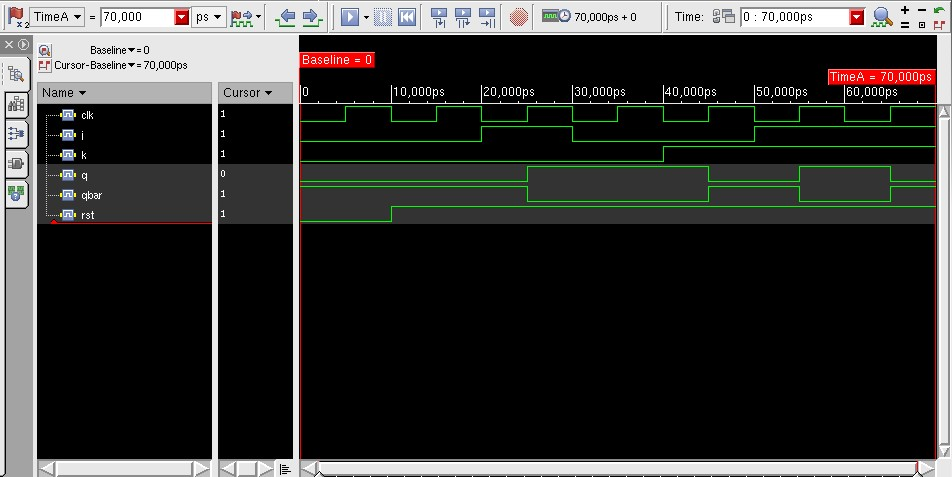 x2 TimeA = 70,000 ps 70,000ps + 0 Time: 0 : 70,000ps
Baseline = 0
Cursor-Baseline = 70,000ps
Baseline = 0
TimeA = 70,000ps
Name Cursor
0 10,000ps 20,000ps 30,000ps 40,000ps 50,000ps 60,000ps
clk 1
j 1
k 1
q 0
qbar 1
rst 1